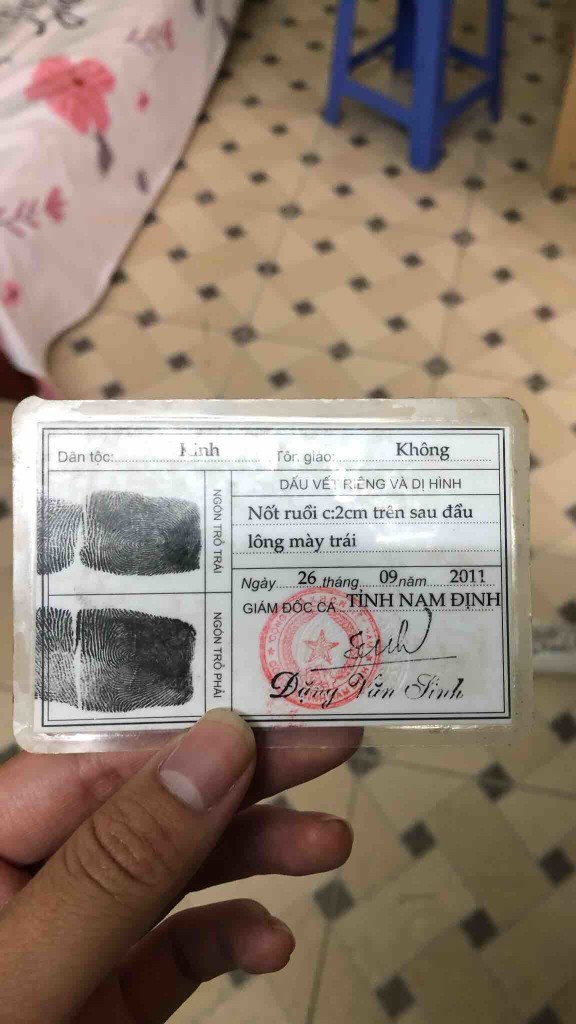 Dân tộc: Kinh Tôn giáo: Không
DẤU VẾT RIÊNG VÀ DỊ HÌNH
Nốt ruồi c:2cm trên sau đầu
lông mày trái
NGÓN TRỎ TRÁI
NGÓN TRỎ PHẢI
Ngày 26 tháng 09 năm 2011
GIÁM ĐỐC CA TỈNH NAM ĐỊNH
Đặng Văn Sinh